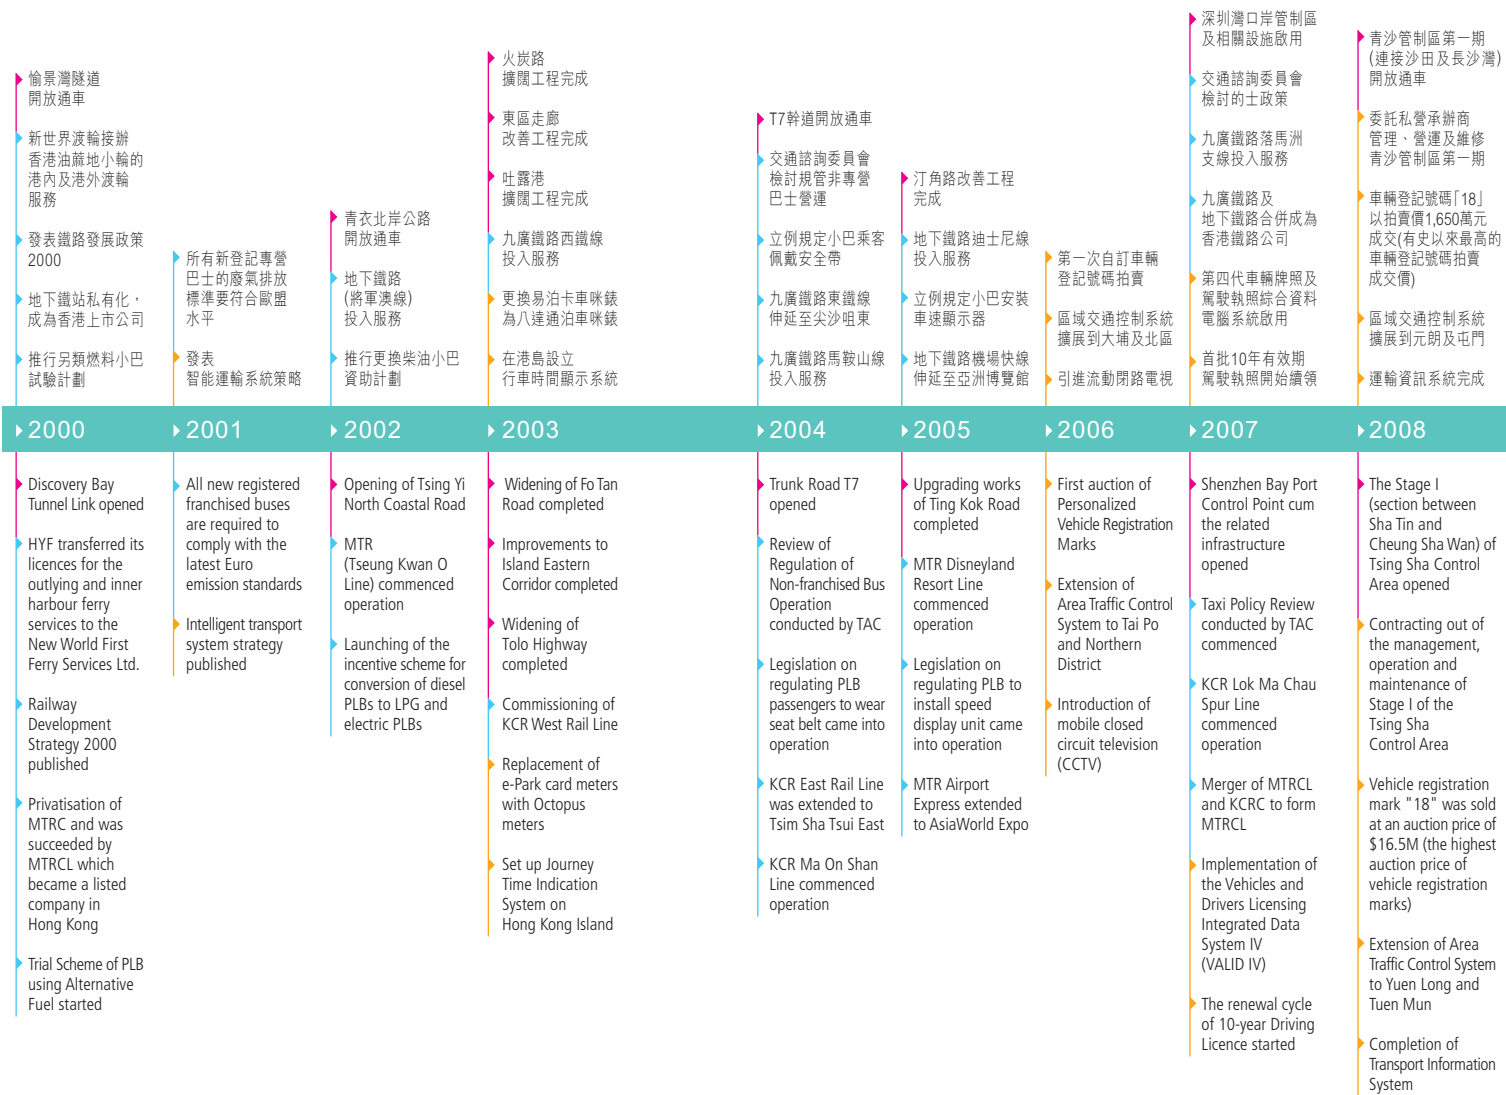 愉景灣隧道
開放通車
新世界渡輪接辦
香港油蔴地小輪的
港內及港外渡輪
服務
發表鐵路發展政策
2000
地下鐵站私有化，
成為香港上市公司
推行另類燃料小巴
試驗計劃
所有新登記專營
巴士的廢氣排放
標準要符合歐盟
水平
發表
智能運輸系統策略
青衣北岸公路
開放通車
地下鐵路
(將軍澳線)
投入服務
推行更換柴油小巴
資助計劃
火炭路
擴闊工程完成
東區走廊
改善工程完成
吐露港
擴闊工程完成
九廣鐵路西鐵線
投入服務
更換易泊卡車咪錶
為八達通泊車咪錶
在港島設立
行車時間顯示系統
T7幹道開放通車
交通諮詢委員會
檢討規管非專營
巴士營運
立例規定小巴乘客
佩戴安全帶
九廣鐵路東鐵線
伸延至尖沙咀東
九廣鐵路馬鞍山線
投入服務
汀角路改善工程
完成
地下鐵路迪士尼線
投入服務
立例規定小巴安裝
車速顯示器
地下鐵路機場快線
伸延至亞洲博覽館
第一次自訂車輛
登記號碼拍賣
區域交通控制系統
擴展到大埔及北區
引進流動閉路電視
深圳灣口岸管制區
及相關設施啟用
交通諮詢委員會
檢討的士政策
九廣鐵路落馬洲
支線投入服務
九廣鐵路及
地下鐵路合併成為
香港鐵路公司
第四代車輛牌照及
駕駛執照綜合資料
電腦系統啟用
首批10年有效期
駕駛執照開始續領
青沙管制區第一期
(連接沙田及長沙灣)
開放通車
委託私營承辦商
管理、營運及維修
青沙管制區第一期
車輛登記號碼「18」
以拍賣價1,650萬元
成交(有史以來最高的
車輛登記號碼拍賣
成交價)
區域交通控制系統
擴展到元朗及屯門
運輸資訊系統完成
2000
2001
2002
2003
2004
2005
2006
2007
2008
Discovery Bay
Tunnel Link opened
HYF transferred its
licences for the
outlying and inner
harbour ferry
services to the
New World First
Ferry Services Ltd.
Railway
Development
Strategy 2000
published
Privatisation of
MTRC and was
succeeded by
MTRCL which
became a listed
company in
Hong Kong
Trial Scheme of PLB
using Alternative
Fuel started
All new registered
franchised buses
are required to
comply with the
latest Euro
emission standards
Intelligent transport
system strategy
published
Opening of Tsing Yi
North Coastal Road
MTR
(Tseung Kwan O
Line) commenced
operation
Launching of the
incentive scheme for
conversion of diesel
PLBs to LPG and
electric PLBs
Widening of Fo Tan
Road completed
Improvements to
Island Eastern
Corridor completed
Widening of
Tolo Highway
completed
Commissioning of
KCR West Rail Line
Replacement of
e-Park card meters
with Octopus
meters
Set up Journey
Time Indication
System on
Hong Kong Island
Trunk Road T7
opened
Review of
Regulation of
Non-franchised Bus
Operation
conducted by TAC
Legislation on
regulating PLB
passengers to wear
seat belt came into
operation
KCR East Rail Line
was extended to
Tsim Sha Tsui East
KCR Ma On Shan
Line commenced
operation
Upgrading works
of Ting Kok Road
completed
MTR Disneyland
Resort Line
commenced
operation
Legislation on
regulating PLB to
install speed
display unit came
into operation
MTR Airport
Express extended
to AsiaWorld Expo
First auction of
Personalized
Vehicle Registration
Marks
Extension of
Area Traffic Control
System to Tai Po
and Northern
District
Introduction of
mobile closed
circuit television
(CCTV)
Shenzhen Bay Port
Control Point cum
the related
infrastructure
opened
Taxi Policy Review
conducted by TAC
commenced
KCR Lok Ma Chau
Spur Line
commenced
operation
Merger of MTRCL
and KCRC to form
MTRCL
Implementation of
the Vehicles and
Drivers Licensing
Integrated Data
System IV
(VALID IV)
The renewal cycle
of 10-year Driving
Licence started
The Stage I
(section between
Sha Tin and
Cheung Sha Wan) of
Tsing Sha Control
Area opened
Contracting out of
the management,
operation and
maintenance of
Stage I of the
Tsing Sha
Control Area
Vehicle registration
mark "18" was sold
at an auction price of
$16.5M (the highest
auction price of
vehicle registration
marks)
Extension of Area
Traffic Control System
to Yuen Long and
Tuen Mun
Completion of
Transport Information
System